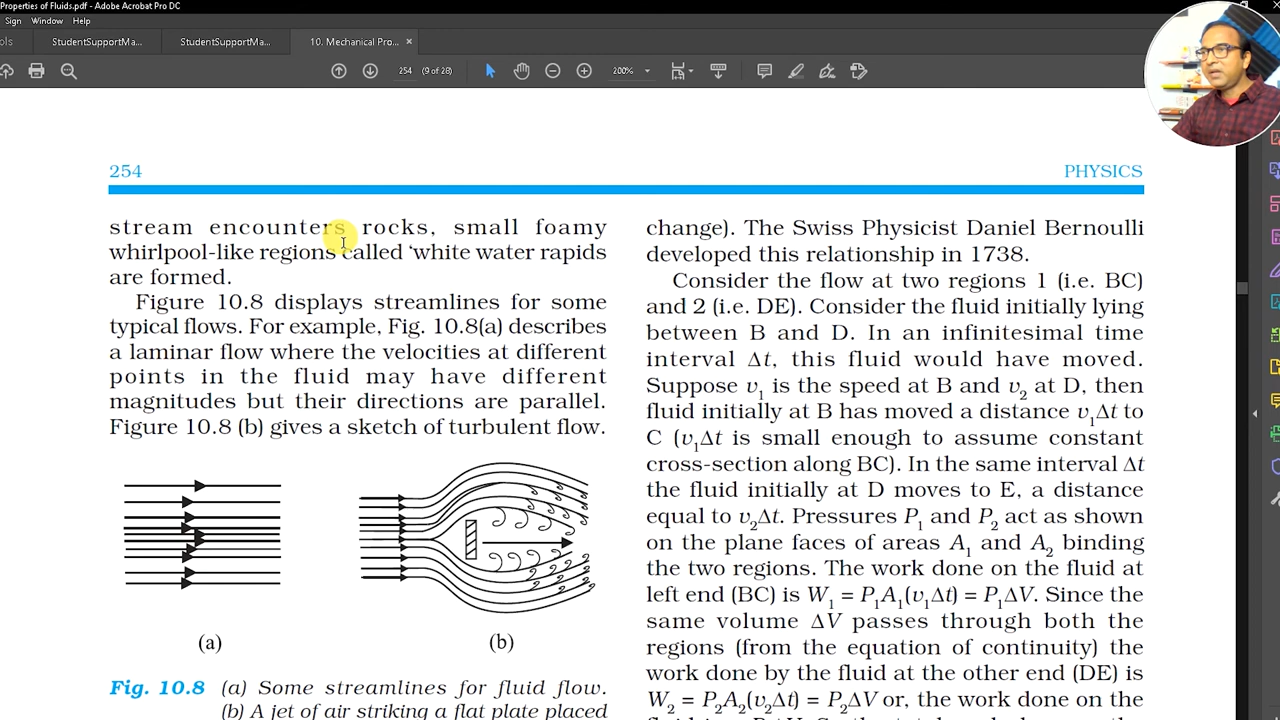 Properties of Fluids.pdf - Adobe Acrobat Pro DC
Sign Window Help
ols StudentSupportMa... StudentSupportMa... 10. Mechanical Pro... ×
254 (9 of 28) 200%
254 PHYSICS
stream encounters rocks, small foamy
whirlpool-like regions called ‘white water rapids
are formed.
Figure 10.8 displays streamlines for some
typical flows. For example, Fig. 10.8(a) describes
a laminar flow where the velocities at different
points in the fluid may have different
magnitudes but their directions are parallel.
Figure 10.8 (b) gives a sketch of turbulent flow.
(a) (b)
Fig. 10.8 (a) Some streamlines for fluid flow.
(b) A jet of air striking a flat plate placed
change). The Swiss Physicist Daniel Bernoulli
developed this relationship in 1738.
Consider the flow at two regions 1 (i.e. BC)
and 2 (i.e. DE). Consider the fluid initially lying
between B and D. In an infinitesimal time
interval Δt, this fluid would have moved.
Suppose v₁ is the speed at B and v₂ at D, then
fluid initially at B has moved a distance v₁Δt to
C (v₁Δt is small enough to assume constant
cross-section along BC). In the same interval Δt
the fluid initially at D moves to E, a distance
equal to v₂Δt. Pressures P₁ and P₂ act as shown
on the plane faces of areas A₁ and A₂ binding
the two regions. The work done on the fluid at
left end (BC) is W₁ = P₁A₁(v₁Δt) = P₁ΔV. Since the
same volume ΔV passes through both the
regions (from the equation of continuity) the
work done by the fluid at the other end (DE) is
W₂ = P₂A₂(v₂Δt) = P₂ΔV or, the work done on the